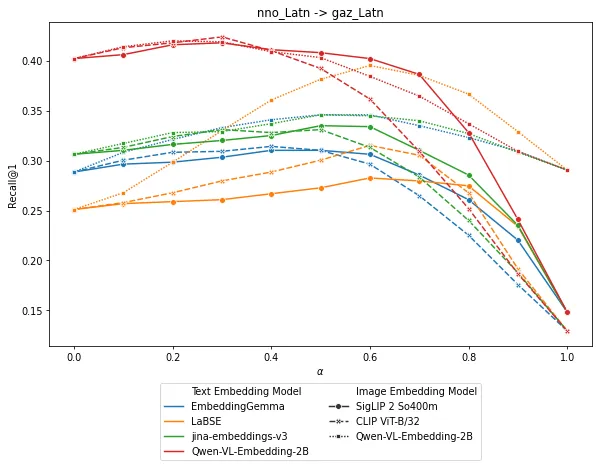 nno_Latn -> gaz_Latn
Recall@1
0.40
0.35
0.30
0.25
0.20
0.15
0.0
0.2
0.4
0.6
0.8
1.0
α
Text Embedding Model
EmbeddingGemma
LaBSE
jina-embeddings-v3
Qwen-VL-Embedding-2B
Image Embedding Model
SigLIP 2 So400m
CLIP ViT-B/32
Qwen-VL-Embedding-2B